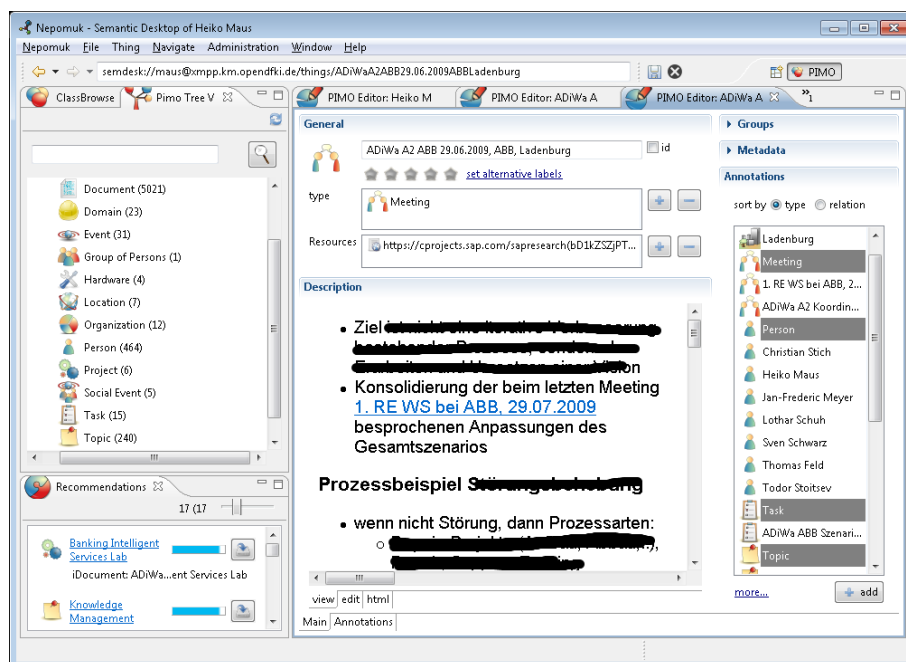 Nepomuk - Semantic Desktop of Heiko Maus
Nepomuk File Thing Navigate Administration Window Help
semdesk://maus@xmpp.km.opendfki.de/things/ADiWaA2ABB29.06.2009ABBLadenburg
PIMO
ClassBrowse
Pimo Tree V
Document (5021)
Domain (23)
Event (31)
Group of Persons (1)
Hardware (4)
Location (7)
Organization (12)
Person (464)
Project (6)
Social Event (5)
Task (15)
Topic (240)
Recommendations
17 (17
Banking Intelligent
Services Lab
iDocument: ADiWa...ent Services Lab
Knowledge
Management
PIMO Editor: Heiko M
PIMO Editor: ADiWa A
PIMO Editor: ADiWa A
»1
General
ADiWa A2 ABB 29.06.2009, ABB, Ladenburg
id
set alternative labels
type
Meeting
Resources
https://cprojects.sap.com/sapresearch(bD1kZSZjPT...
Description
Ziel
Konsolidierung der beim letzten Meeting
1. RE WS bei ABB, 29.07.2009
besprochenen Anpassungen des
Gesamtszenarios
Prozessbeispiel
wenn nicht Störung, dann Prozessarten:
view edit html
Main Annotations
Groups
Metadata
Annotations
sort by type relation
Ladenburg
Meeting
1. RE WS bei ABB, 2...
ADiWa A2 Koordin...
Person
Christian Stich
Heiko Maus
Jan-Frederic Meyer
Lothar Schuh
Sven Schwarz
Thomas Feld
Todor Stoitsev
Task
ADiWa ABB Szenari...
Topic
more...
add